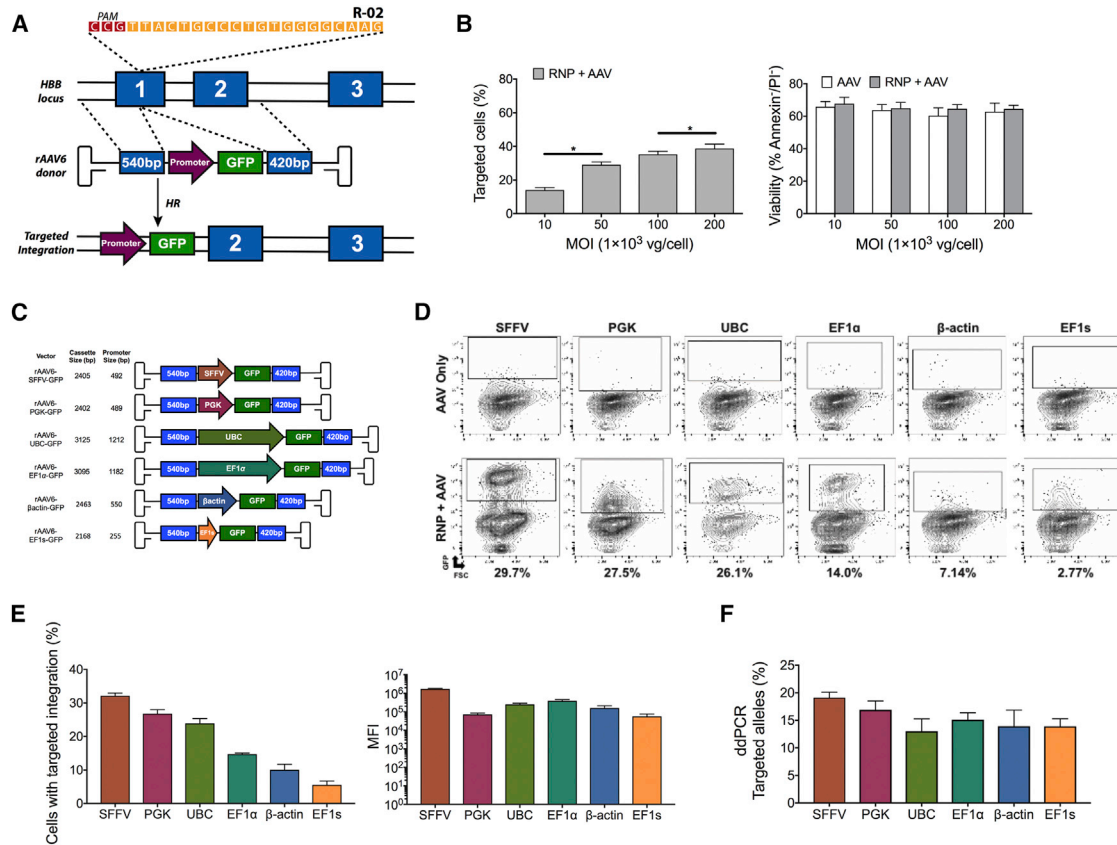 A
PAM
R-02
CCGTTACTGCCCTGTGGGGCAAG
HBB
locus
1
2
3
rAAV6
donor
540bp
Promoter
GFP
420bp
HR
Targeted
Integration
Promoter
GFP
2
3
B
RNP + AAV
Targeted cells (%)
80
60
40
20
0
*
*
10
50
100
200
MOI (1×10³ vg/cell)
AAV
RNP + AAV
Viability (% Annexin⁻/PI⁻)
80
60
40
20
0
10
50
100
200
MOI (1×10³ vg/cell)
C
Vector
Cassette
Size (bp)
Promoter
Size (bp)
rAAV6-
SFFV-GFP
2405
492
540bp
SFFV
GFP
420bp
rAAV6-
PGK-GFP
2402
489
540bp
PGK
GFP
420bp
rAAV6-
UBC-GFP
3125
1212
540bp
UBC
GFP
420bp
rAAV6-
EF1α-GFP
3095
1182
540bp
EF1α
GFP
420bp
rAAV6-
βactin-GFP
2463
550
540bp
βactin
GFP
420bp
rAAV6-
EF1s-GFP
2168
255
540bp
EF1s
GFP
420bp
D
SFFV
PGK
UBC
EF1α
β-actin
EF1s
AAV Only
RNP + AAV
GFP
FSC
29.7%
27.5%
26.1%
14.0%
7.14%
2.77%
E
Cells with targeted integration (%)
40
30
20
10
0
SFFV
PGK
UBC
EF1α
β-actin
EF1s
MFI
10⁷
10⁶
10⁵
10⁴
10³
10²
10¹
10⁰
SFFV
PGK
UBC
EF1α
β-actin
EF1s
F
ddPCR
Targeted alleles (%)
25
20
15
10
5
0
SFFV
PGK
UBC
EF1α
β-actin
EF1s